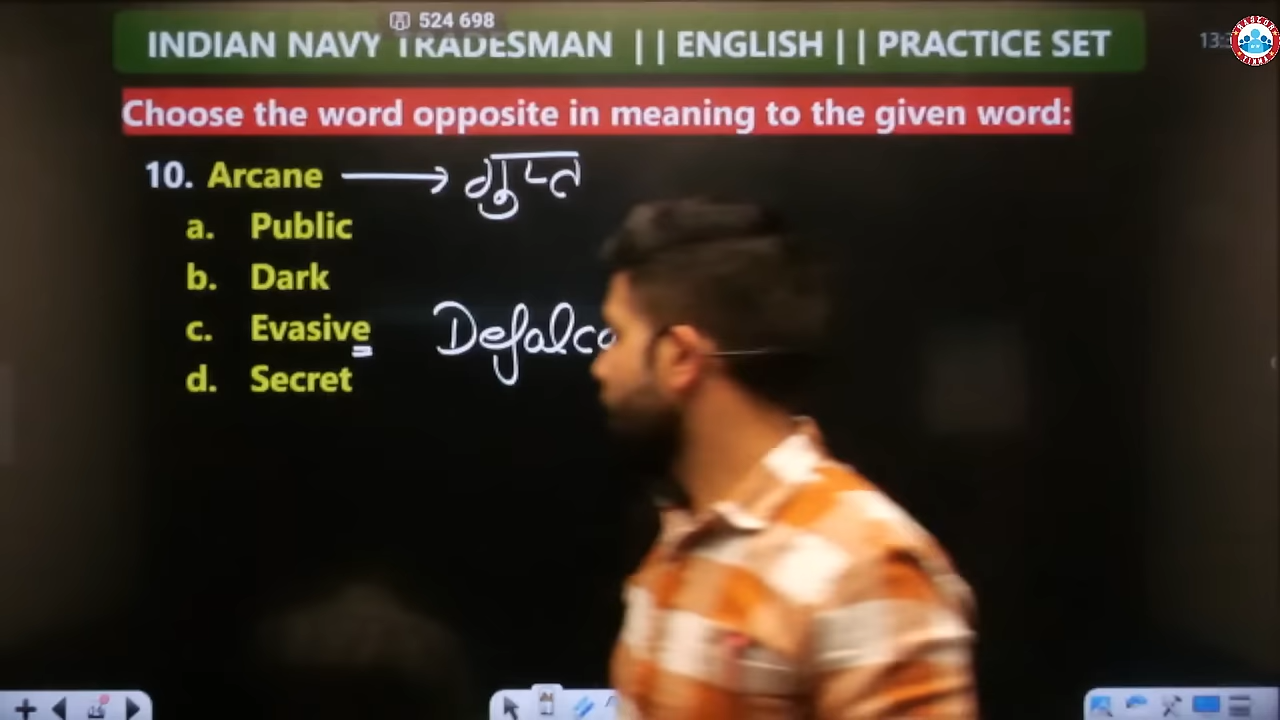 524 698
INDIAN NAVY TRADESMAN || ENGLISH || PRACTICE SET
Choose the word opposite in meaning to the given word:
10. Arcane → गुप्त
a. Public
b. Dark
c. Evasive
Defalc
d. Secret